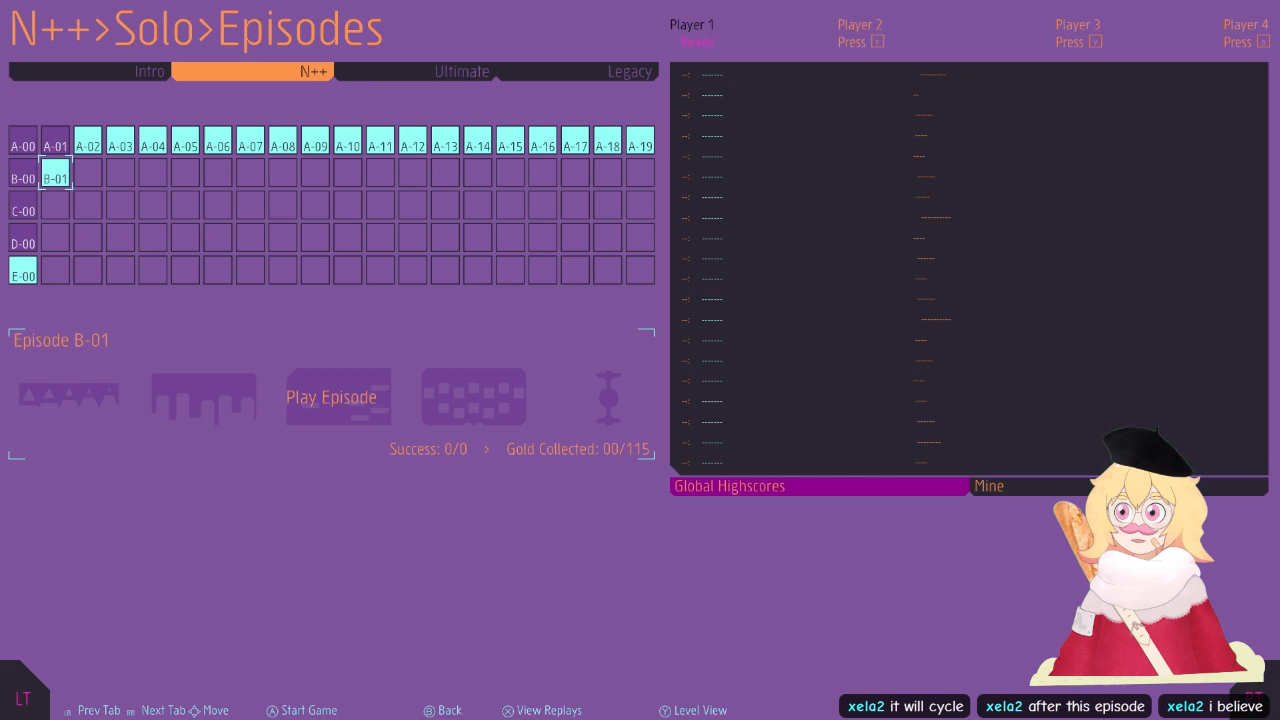 N++>Solo>Episodes
Player 1
Ready
Player 2
Press E
Player 3
Press Y
Player 4
Press
Intro
N++
Ultimate
Legacy
A-00 A-01 A-02 A-03 A-04 A-05 A-06 A-07 A-08 A-09 A-10 A-11 A-12 A-13 A-14 A-15 A-16 A-17 A-18 A-19
B-00 B-01
C-00
D-00
E-00
Episode B-01
Play Episode
Success: 0/0 > Gold Collected: 00/115
Global Highscores
Mine
LT
LB Prev Tab RB Next Tab Move A Start Game B Back X View Replays Y Level View
xela2 it will cycle
xela2 after this episode
xela2 i believe